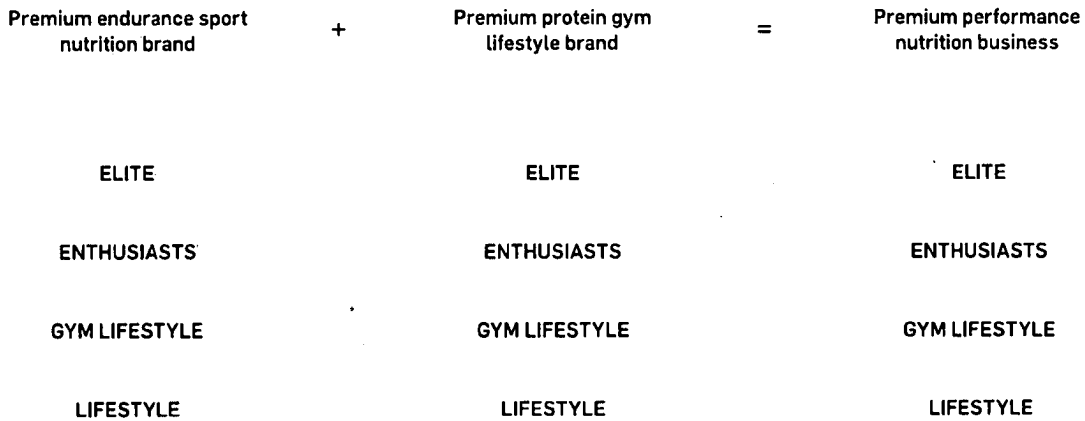 Premium endurance sport
nutrition brand
+
Premium protein gym
lifestyle brand
=
Premium performance
nutrition business
ELITE ELITE ELITE
ENTHUSIASTS ENTHUSIASTS ENTHUSIASTS
GYM LIFESTYLE GYM LIFESTYLE GYM LIFESTYLE
LIFESTYLE LIFESTYLE LIFESTYLE